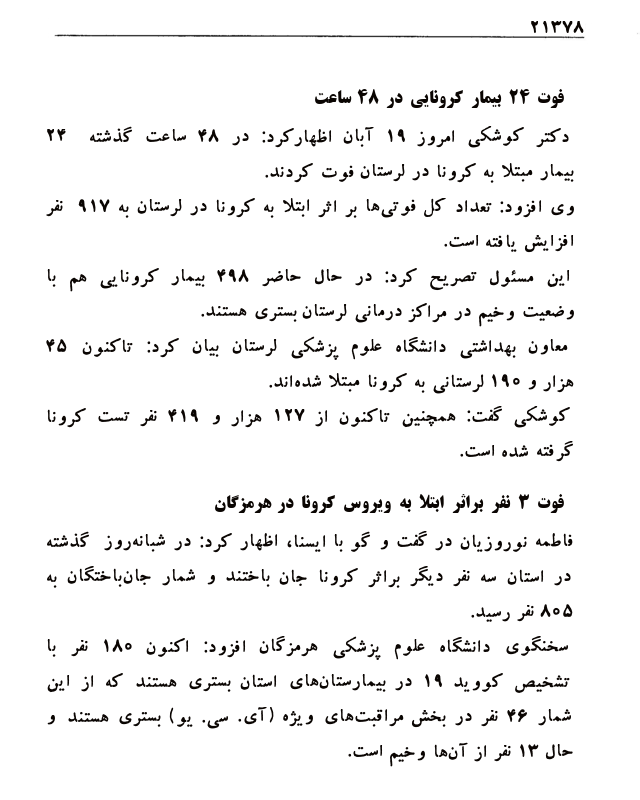 ۲۱۳۷۸
فوت ۲۴ بیمار کرونایی در ۴۸ ساعت
دکتر کوشکی امروز ۱۹ آبان اظهارکرد: در ۴۸ ساعت گذشته ۲۴
بیمار مبتلا به کرونا در لرستان فوت کردند.
وی افزود: تعداد کل فوتی‌ها بر اثر ابتلا به کرونا در لرستان به ۹۱۷ نفر
افزایش یافته است.
این مسئول تصریح کرد: در حال حاضر ۴۹۸ بیمار کرونایی هم با
وضعیت وخیم در مراکز درمانی لرستان بستری هستند.
معاون بهداشتی دانشگاه علوم پزشکی لرستان بیان کرد: تاکنون ۴۵
هزار و ۱۹۰ لرستانی به کرونا مبتلا شده‌اند.
کوشکی گفت: همچنین تاکنون از ۱۲۷ هزار و ۴۱۹ نفر تست کرونا
گرفته شده است.
فوت ۳ نفر براثر ابتلا به ویروس کرونا در هرمزگان
فاطمه نوروزیان در گفت و گو با ایسنا، اظهار کرد: در شبانه‌روز گذشته
در استان سه نفر دیگر براثر کرونا جان باختند و شمار جان‌باختگان به
۸۰۵ نفر رسید.
سخنگوی دانشگاه علوم پزشکی هرمزگان افزود: اکنون ۱۸۰ نفر با
تشخیص کووید ۱۹ در بیمارستان‌های استان بستری هستند که از این
شمار ۴۶ نفر در بخش مراقبت‌های ویژه (آی. سی. یو) بستری هستند و
حال ۱۳ نفر از آن‌ها وخیم است.